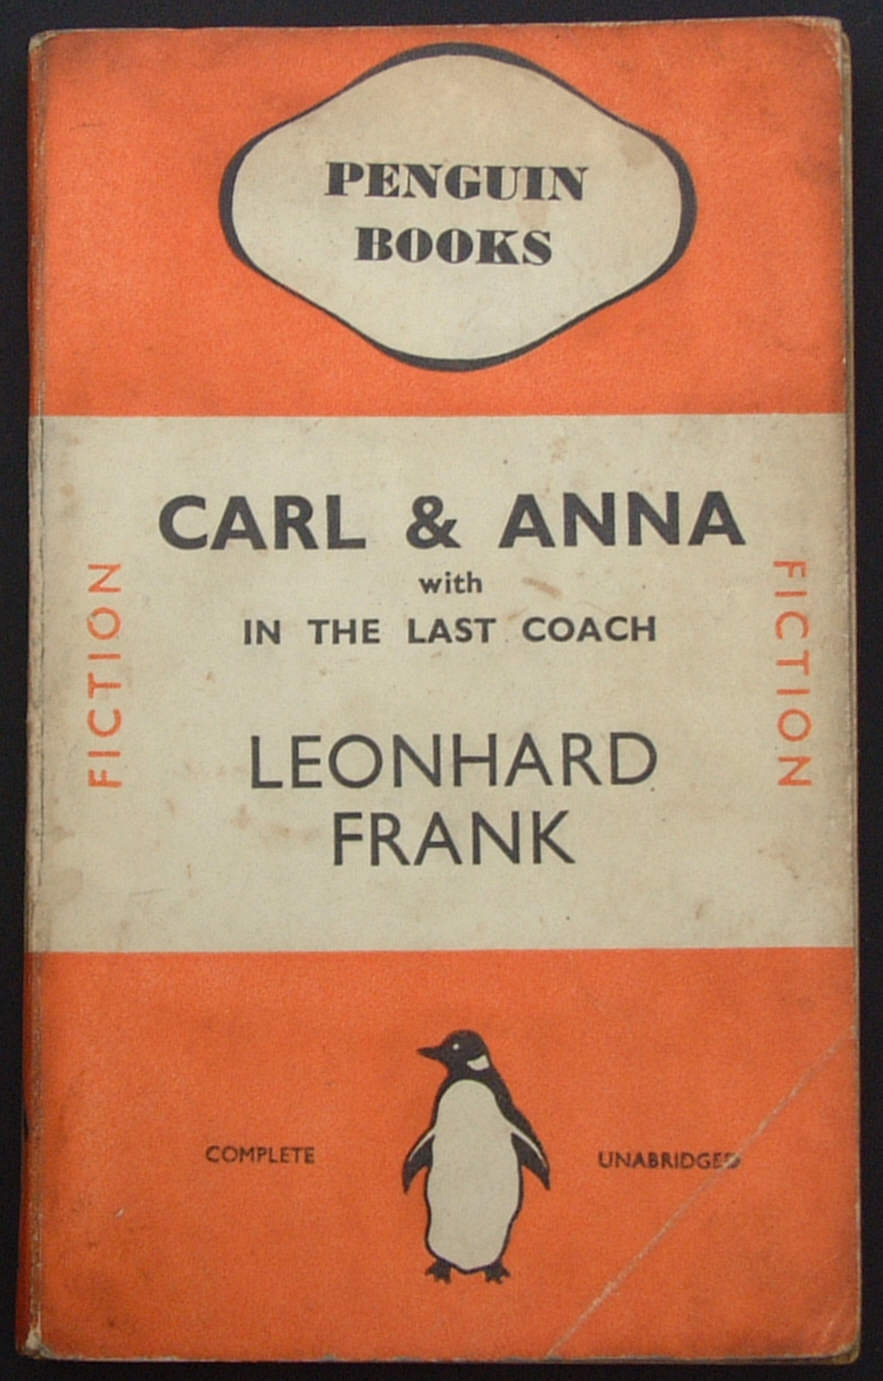 PENGUIN
BOOKS
CARL & ANNA
with
IN THE LAST COACH
FICTION
FICTION
LEONHARD
FRANK
COMPLETE
UNABRIDGED